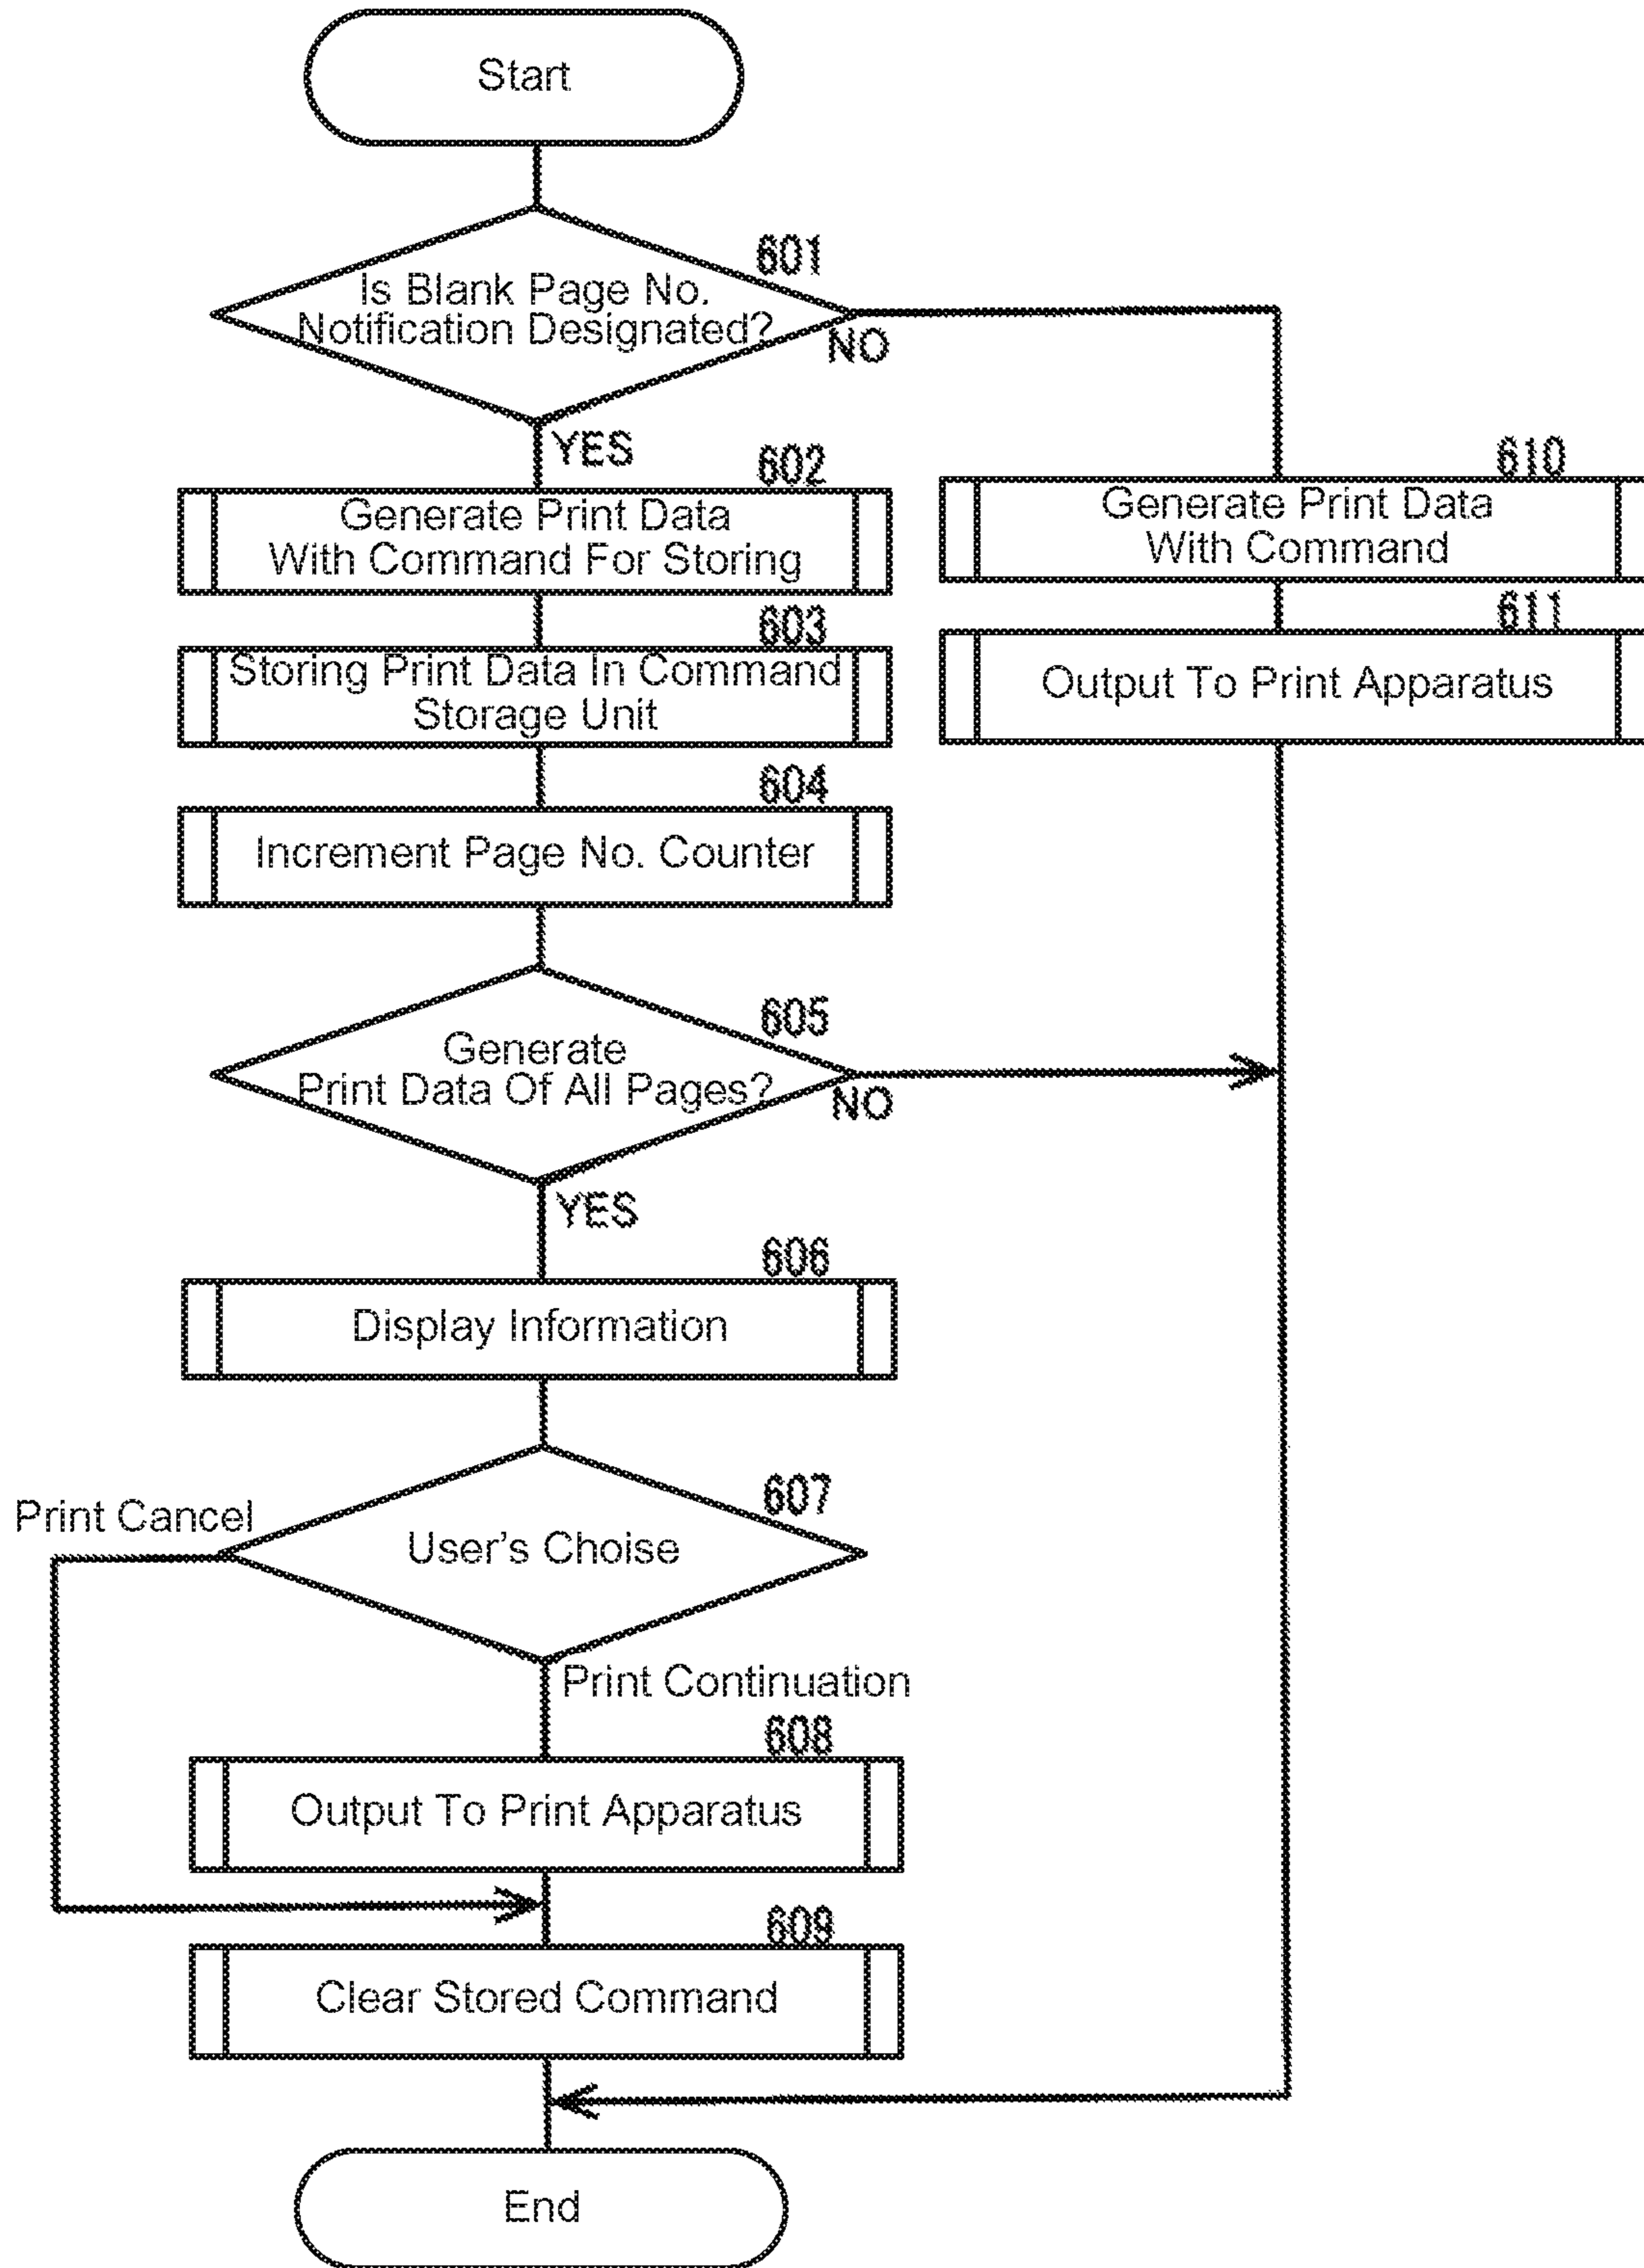 Start
601
Is Blank Page No.
Notification Designated?
NO
YES
602
Generate Print Data
With Command For Storing
610
Generate Print Data
With Command
603
Storing Print Data In Command
Storage Unit
611
Output To Print Apparatus
604
Increment Page No. Counter
605
Generate
Print Data Of All Pages?
NO
YES
606
Display Information
607
Print Cancel
User's Choise
Print Continuation
608
Output To Print Apparatus
609
Clear Stored Command
End